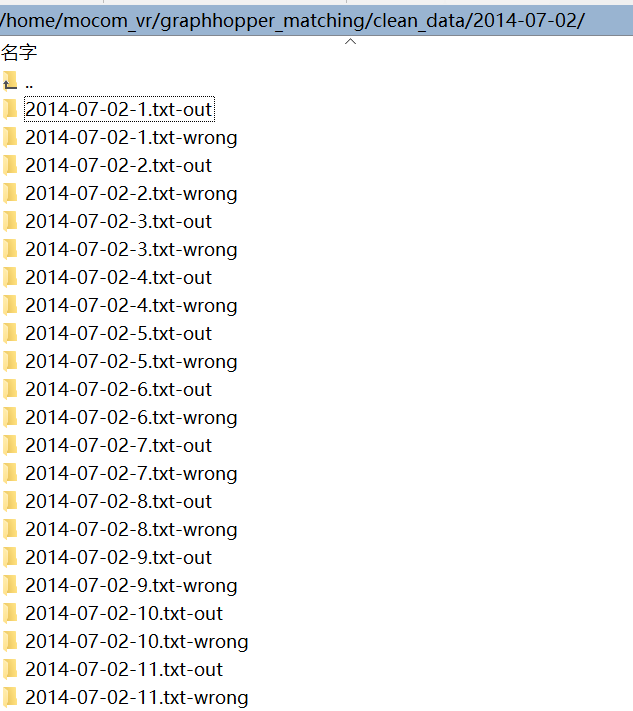 /home/mocom_vr/graphhopper_matching/clean_data/2014-07-02/
名字
..
2014-07-02-1.txt-out
2014-07-02-1.txt-wrong
2014-07-02-2.txt-out
2014-07-02-2.txt-wrong
2014-07-02-3.txt-out
2014-07-02-3.txt-wrong
2014-07-02-4.txt-out
2014-07-02-4.txt-wrong
2014-07-02-5.txt-out
2014-07-02-5.txt-wrong
2014-07-02-6.txt-out
2014-07-02-6.txt-wrong
2014-07-02-7.txt-out
2014-07-02-7.txt-wrong
2014-07-02-8.txt-out
2014-07-02-8.txt-wrong
2014-07-02-9.txt-out
2014-07-02-9.txt-wrong
2014-07-02-10.txt-out
2014-07-02-10.txt-wrong
2014-07-02-11.txt-out
2014-07-02-11.txt-wrong